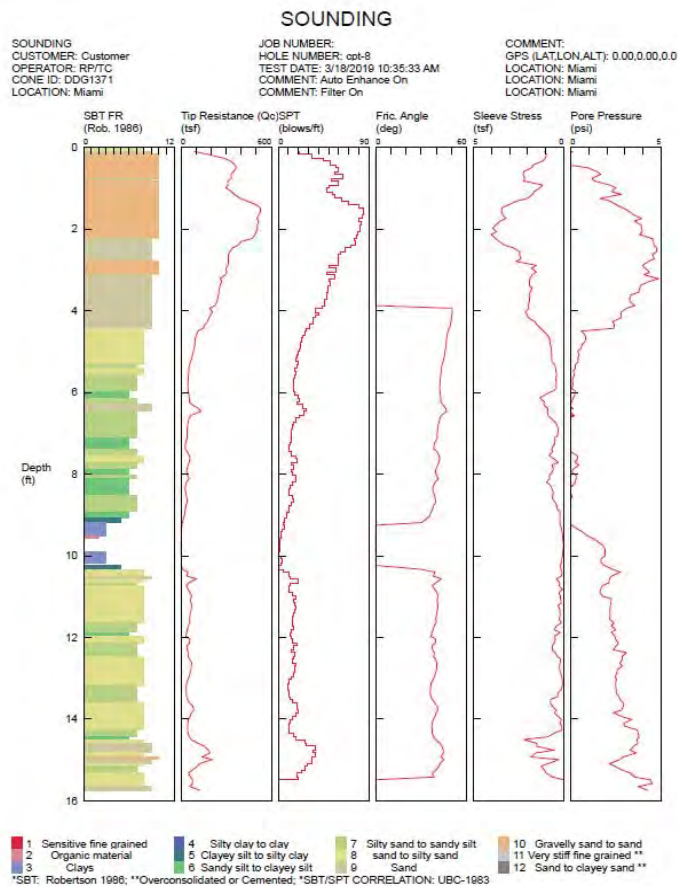 SOUNDING
SOUNDING
CUSTOMER: Customer
OPERATOR: RP/TC
CONE ID: DDG1371
LOCATION: Miami
JOB NUMBER:
HOLE NUMBER: cpt-8
TEST DATE: 3/18/2019 10:35:33 AM
COMMENT: Auto Enhance On
COMMENT: Filter On
COMMENT:
GPS (LAT,LON,ALT): 0.00,0.00,0.0
LOCATION: Miami
LOCATION: Miami
LOCATION: Miami
SBT FR
(Rob. 1986)
0 12
Tip Resistance (Qc)
(tsf)
0 600
SPT
(blows/ft)
0 90
Fric. Angle
(deg)
0 60
Sleeve Stress
(tsf)
5 0
Pore Pressure
(psi)
0 5
0
2
4
6
Depth
(ft)
8
10
12
14
16
1 Sensitive fine grained
2 Organic material
3 Clays
4 Silty clay to clay
5 Clayey silt to silty clay
6 Sandy silt to clayey silt
7 Silty sand to sandy silt
8 sand to silty sand
9 Sand
10 Gravelly sand to sand
11 Very stiff fine grained **
12 Sand to clayey sand **
*SBT: Robertson 1986; **Overconsolidated or Cemented; *SBT/SPT CORRELATION: UBC-1983